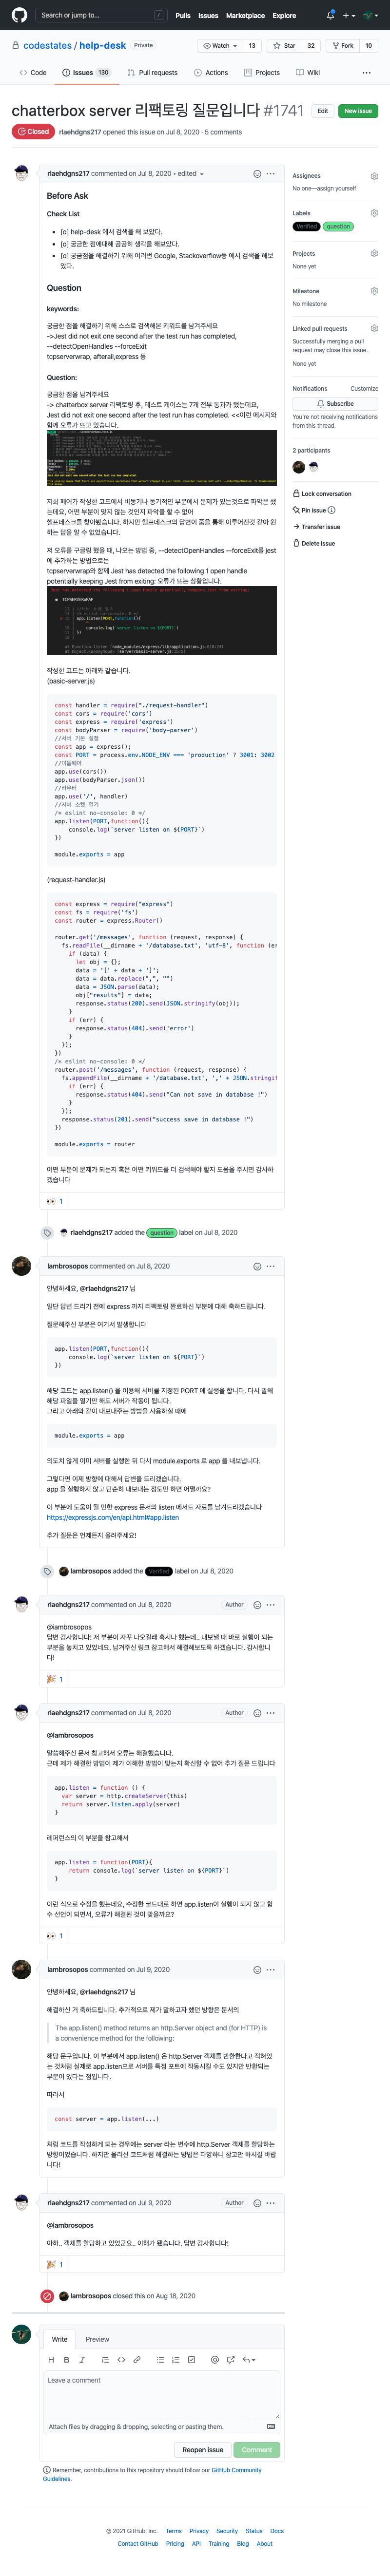 Search or jump to... /
Pulls Issues Marketplace Explore
codestates / help-desk Private
Watch 13 Star 32 Fork 10
Code Issues 130 Pull requests Actions Projects Wiki
chatterbox server 리팩토링 질문입니다 #1741
Edit New issue
Closed rlaehdgns217 opened this issue on Jul 8, 2020 · 5 comments
rlaehdgns217 commented on Jul 8, 2020 • edited
Before Ask
Check List
[o] help-desk 에서 검색을 해 보았다.
[o] 궁금한 점에대해 곰곰히 생각을 해보았다.
[o] 궁금점을 해결하기 위해 여러번 Google, Stackoverflow등 에서 검색을 해보
았다.
Question
keywords:
궁금한 점을 해결하기 위해 스스로 검색해본 키워드를 남겨주세요
->Jest did not exit one second after the test run has completed,
--detectOpenHandles --forceExit
tcpserverwrap, afterall,express 등
Question:
궁금한 점을 남겨주세요
-> chatterbox server 리팩토링 후, 테스트 케이스는 7개 전부 통과가 됐는데,
Jest did not exit one second after the test run has completed. <<이런 메시지와
함께 오류가 뜨고 있습니다.
저희 페어가 작성한 코드에서 비동기나 동기적인 부분에서 문제가 있는것으로 파악은 했
는데요, 어떤 부분이 맞지 않는 것인지 파악을 할 수 없어
헬프데스크를 찾아봤습니다. 하지만 헬프데스크의 답변이 줌을 통해 이루어진것 같아 원
하는 답을 알 수 없었습니다.
저 오류를 구글링 했을 때, 나오는 방법 중, --detectOpenHandles --forceExit를 jest
에 추가하는 방법으로는
tcpserverwrap와 함께 Jest has detected the following 1 open handle
potentially keeping Jest from exiting: 오류가 뜨는 상황입니다.
Jest has detected the following 1 open handle potentially keeping Jest from exiting:
● TCPSERVERWRAP
작성한 코드는 아래와 같습니다.
(basic-server.js)
const handler = require("./request-handler")
const cors = require('cors')
const express = require('express')
const bodyParser = require('body-parser')
//서버 기본 설정
const app = express();
const PORT = process.env.NODE_ENV === 'production' ? 3001: 3002
//미들웨어
app.use(cors())
app.use(bodyParser.json())
//라우터
app.use('/', handler)
//서버 소켓 열기
/* eslint no-console: 0 */
app.listen(PORT,function(){
console.log(`server listen on ${PORT}`)
})
module.exports = app
(request-handler.js)
const express = require("express")
const fs = require('fs')
const router = express.Router()
router.get('/messages', function (request, response) {
fs.readFile(__dirname + '/database.txt', 'utf-8', function (er
if (data) {
let obj = {};
data = '[' + data + ']';
data = data.replace(",", "")
data = JSON.parse(data);
obj["results"] = data;
response.status(200).send(JSON.stringify(obj));
}
if (err) {
response.status(404).send('error')
}
});
})
/* eslint no-console: 0 */
router.post('/messages', function (request, response) {
fs.appendFile(__dirname + '/database.txt', ',' + JSON.stringif
if (err) {
response.status(404).send("Can not save in database !")
}
});
response.status(201).send("success save in database !")
})
module.exports = router
어떤 부분이 문제가 되는지 혹은 어떤 키워드를 더 검색해야 할지 도움을 주시면 감사하
겠습니다
👀 1
rlaehdgns217 added the question label on Jul 8, 2020
lambrosopos commented on Jul 8, 2020
안녕하세요, @rlaehdgns217 님
일단 답변 드리기 전에 express 까지 리팩토링 완료하신 부분에 대해 축하드립니다.
질문해주신 부분은 여기서 발생합니다
app.listen(PORT,function(){
console.log(`server listen on ${PORT}`)
})
해당 코드는 app.listen() 을 이용해 서버를 지정된 PORT 에 실행을 합니다. 다시 말해
해당 파일을 열기만 해도 서버가 작동이 됩니다.
그리고 아래와 같이 내보내주는 방법을 사용하실 때에
module.exports = app
의도치 않게 이미 서버를 실행한 뒤 다시 module.exports 로 app 을 내보냅니다.
그렇다면 이제 방향에 대해서 답변을 드리겠습니다.
app 을 실행하지 않고 단순히 내보내는 정도만 하면 어떨까요?
이 부분에 도움이 될 만한 express 문서의 listen 메서드 자료를 남겨드리겠습니다
https://expressjs.com/en/api.html#app.listen
추가 질문은 언제든지 올려주세요!
lambrosopos added the Verified label on Jul 8, 2020
rlaehdgns217 commented on Jul 8, 2020 Author
@lambrosopos
답변 감사합니다! 저 부분이 자꾸 나오길래 혹시나 했는데.. 내보낼 때 바로 실행이 되는
부분을 놓치고 있었네요. 남겨주신 링크 참고해서 해결해보도록 하겠습니다. 감사합니
다!
🎉 1
rlaehdgns217 commented on Jul 8, 2020 Author
@lambrosopos
말씀해주신 문서 참고해서 오류는 해결했습니다.
근데 제가 해결한 방법이 제가 이해한 방법이 맞는지 확신할 수 없어 추가 질문 드립니다
app.listen = function () {
var server = http.createServer(this)
return server.listen.apply(server)
}
레퍼런스의 이 부분을 참고해서
app.listen = function(PORT){
return console.log(`server listen on ${PORT}`)
}
이런 식으로 수정을 했는데요, 수정한 코드대로 하면 app.listen이 실행이 되지 않고 함
수 선언이 되면서, 오류가 해결된 것이 맞을까요?
👀 1
lambrosopos commented on Jul 9, 2020
안녕하세요, @rlaehdgns217 님
해결하신 거 축하드립니다. 추가적으로 제가 말하고자 했던 방향은 문서의
The app.listen() method returns an http.Server object and (for HTTP) is
a convenience method for the following:
해당 문구입니다. 이 부분에서 app.listen() 은 http.Server 객체를 반환한다고 적혀있
는 것처럼 실제로 app.listen으로 서버를 특정 포트에 작동시킬 수도 있지만 반환되는
부분이 있다는 점입니다.
따라서
const server = app.listen(...)
처럼 코드를 작성하게 되는 경우에는 server 라는 변수에 http.Server 객체를 할당하는
방향이었습니다. 하지만 올리신 코드처럼 해결하는 방법은 다양하니 참고만 하시길 바랍
니다!
rlaehdgns217 commented on Jul 9, 2020 Author
@lambrosopos
아하.. 객체를 할당하고 있었군요.. 이해가 됐습니다. 답변 감사합니다!
🎉 1
lambrosopos closed this on Aug 18, 2020
Write Preview
Leave a comment
Attach files by dragging & dropping, selecting or pasting them.
Reopen issue Comment
Remember, contributions to this repository should follow our GitHub Community
Guidelines.
Assignees
No one—assign yourself
Labels
Verified question
Projects
None yet
Milestone
No milestone
Linked pull requests
Successfully merging a pull
request may close this issue.
None yet
Notifications Customize
Subscribe
You're not receiving notifications
from this thread.
2 participants
Lock conversation
Pin issue
Transfer issue
Delete issue
© 2021 GitHub, Inc. Terms Privacy Security Status Docs
Contact GitHub Pricing API Training Blog About